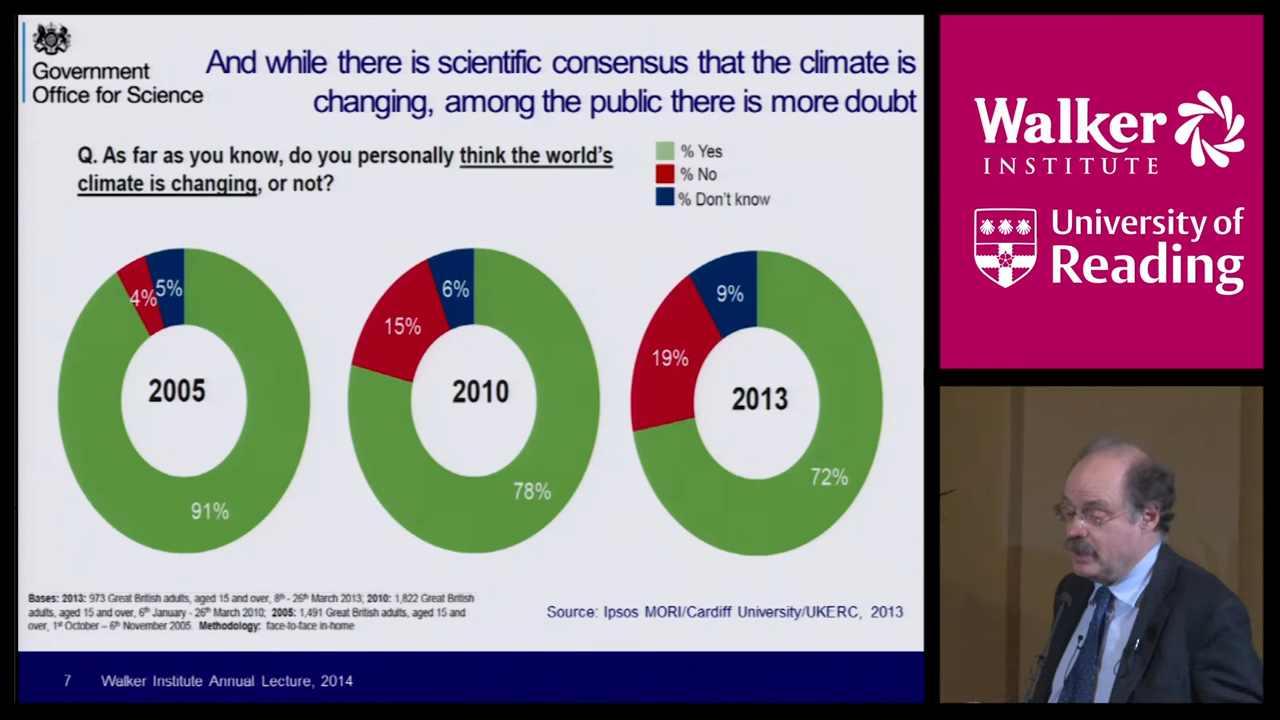 Government
Office for Science
And while there is scientific consensus that the climate is
changing, among the public there is more doubt
Q. As far as you know, do you personally think the world's
climate is changing, or not?
% Yes
% No
% Don't know
4%
5%
2005
91%
6%
15%
2010
78%
9%
19%
2013
72%
Bases: 2013: 973 Great British adults, aged 15 and over, 8th - 26th March 2013; 2010: 1,822 Great British
adults, aged 15 and over, 6th January - 26th March 2010; 2005: 1,491 Great British adults, aged 15 and
over, 1st October – 6th November 2005. Methodology: face-to-face in-home
Source: Ipsos MORI/Cardiff University/UKERC, 2013
7 Walker Institute Annual Lecture, 2014
Walker
INSTITUTE
University of
Reading